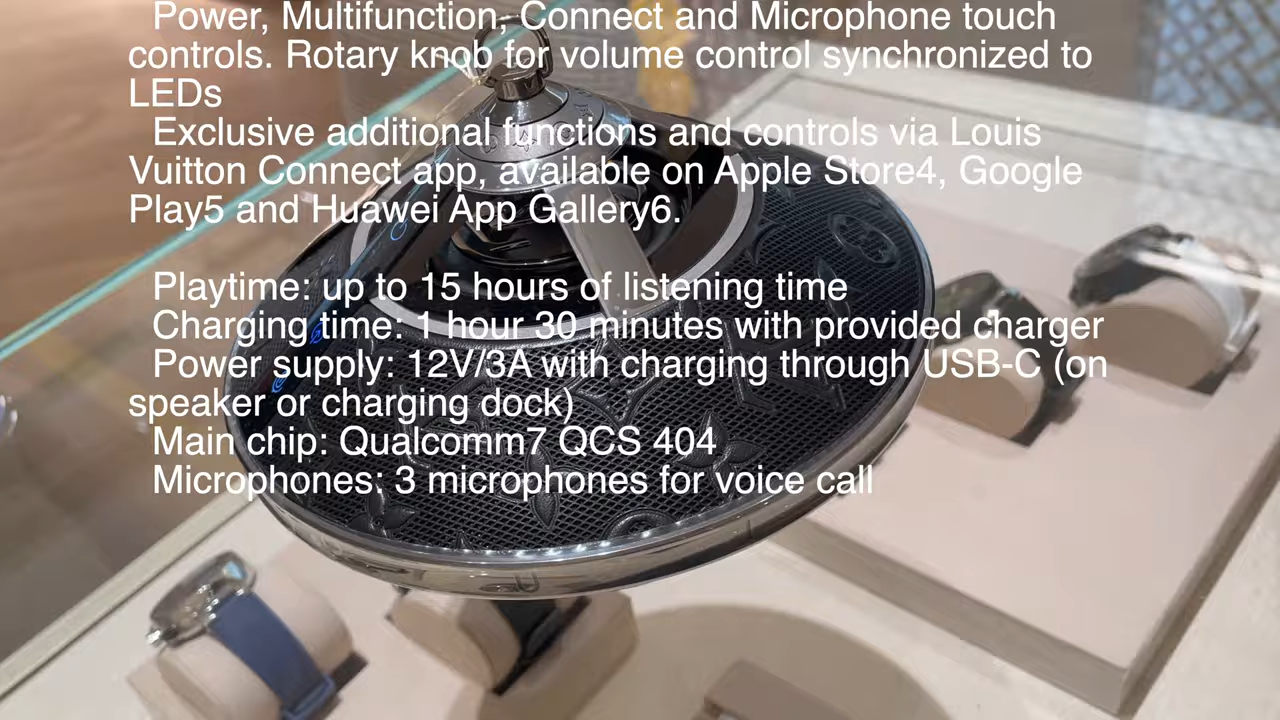 Power, Multifunction, Connect and Microphone touch
controls. Rotary knob for volume control synchronized to
LEDs
Exclusive additional functions and controls via Louis
Vuitton Connect app, available on Apple Store4, Google
Play5 and Huawei App Gallery6.
Playtime: up to 15 hours of listening time
Charging time: 1 hour 30 minutes with provided charger
Power supply: 12V/3A with charging through USB-C (on
speaker or charging dock)
Main chip: Qualcomm7 QCS 404
Microphones: 3 microphones for voice call